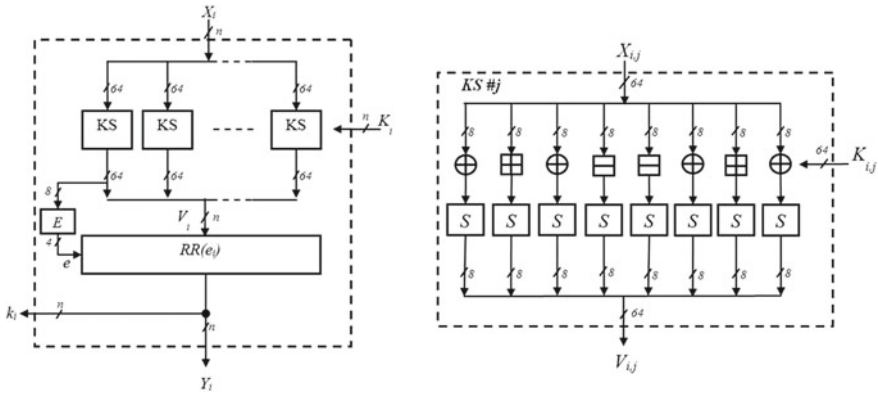 X_i
n
64 64 64
KS KS KS
n
K_i
64 64 64
8
E
V_i
n
4
e
RR(e_i)
k_i
n
n
Y_i
X_{i,j}
64
KS #j
8 8 8 8 8 8 8 8
64
K_{i,j}
S S S S S S S S
8 8 8 8 8 8 8 8
64
V_{i,j}